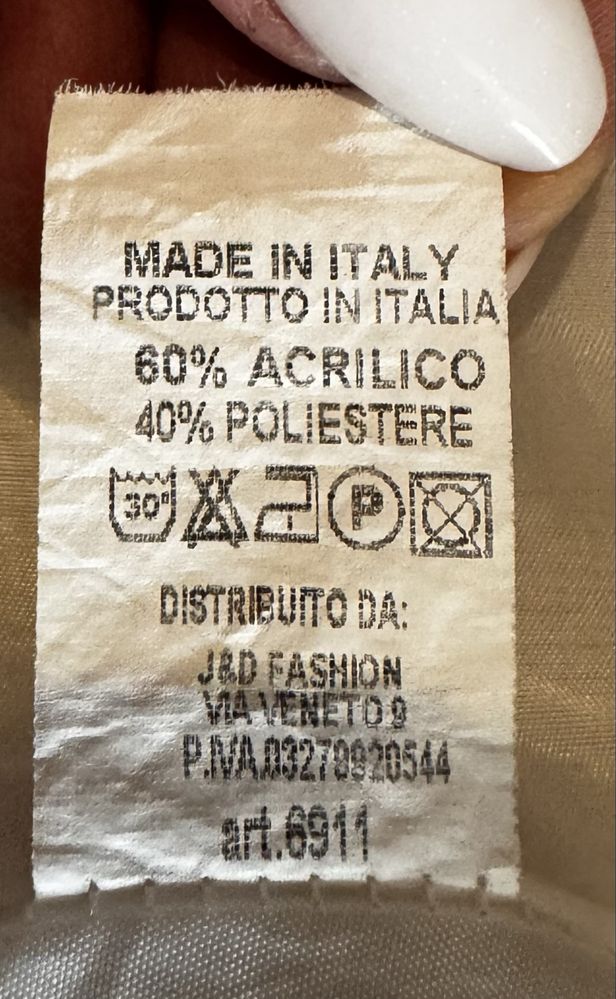 MADE IN ITALY
PRODOTTO IN ITALIA
60% ACRILICO
40% POLIESTERE
30° P
DISTRIBUITO DA:
J&D FASHION
VIA VENETO 9
P.IVA.03278920544
art.6911